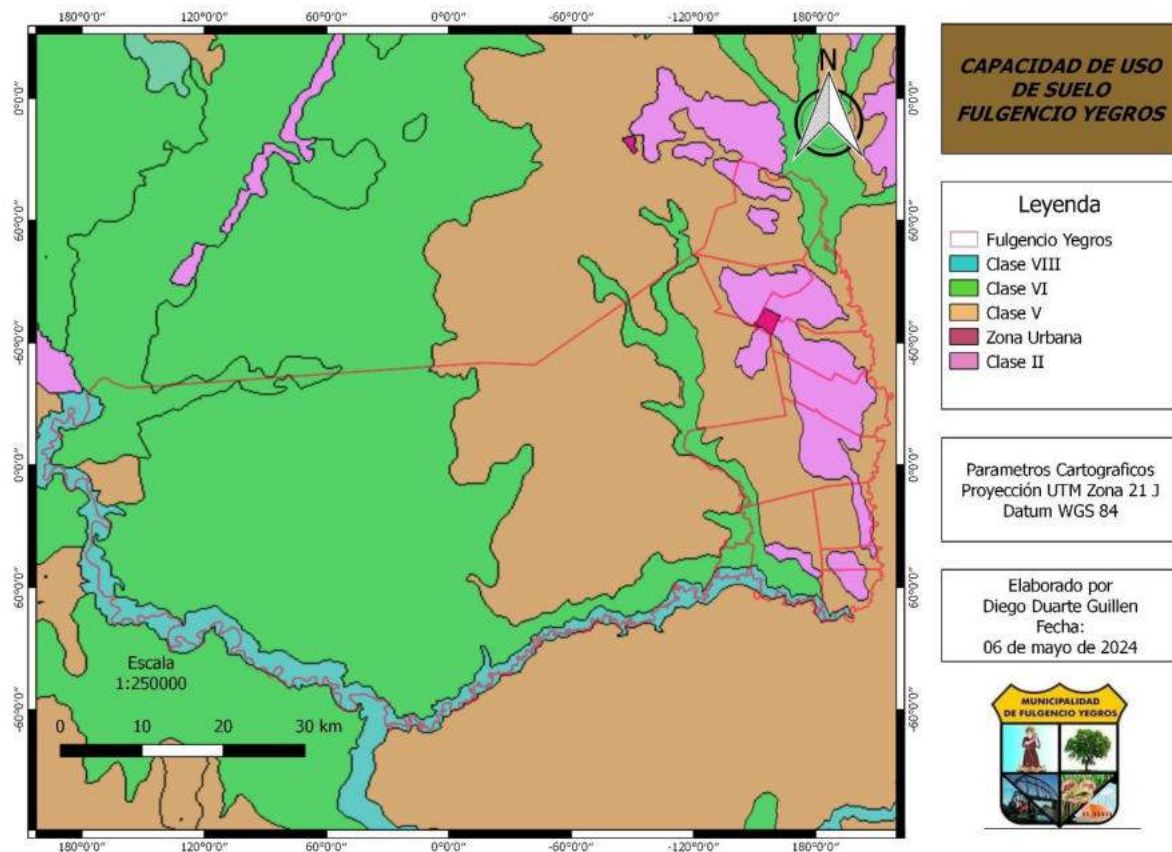 180°0'0" 120°0'0" 60°0'0" 0°0'0" -60°0'0" -120°0'0" 180°0'0"
0°0'0"
60°0'0"
-60°0'0"
0°0'0"
60°0'0"
-60°0'0"
N
Escala
1:250000
0 10 20 30 km
0°0'0"
60°0'0"
-60°0'0"
0°0'0"
60°0'0"
-60°0'0"
180°0'0" 120°0'0" 60°0'0" 0°0'0" -60°0'0" -120°0'0" 180°0'0"
CAPACIDAD DE USO
DE SUELO
FULGENCIO YEGROS
Leyenda
Fulgencio Yegros
Clase VIII
Clase VI
Clase V
Zona Urbana
Clase II
Parametros Cartograficos
Proyección UTM Zona 21 J
Datum WGS 84
Elaborado por
Diego Duarte Guillen
Fecha:
06 de mayo de 2024
MUNICIPALIDAD
DE FULGENCIO YEGROS